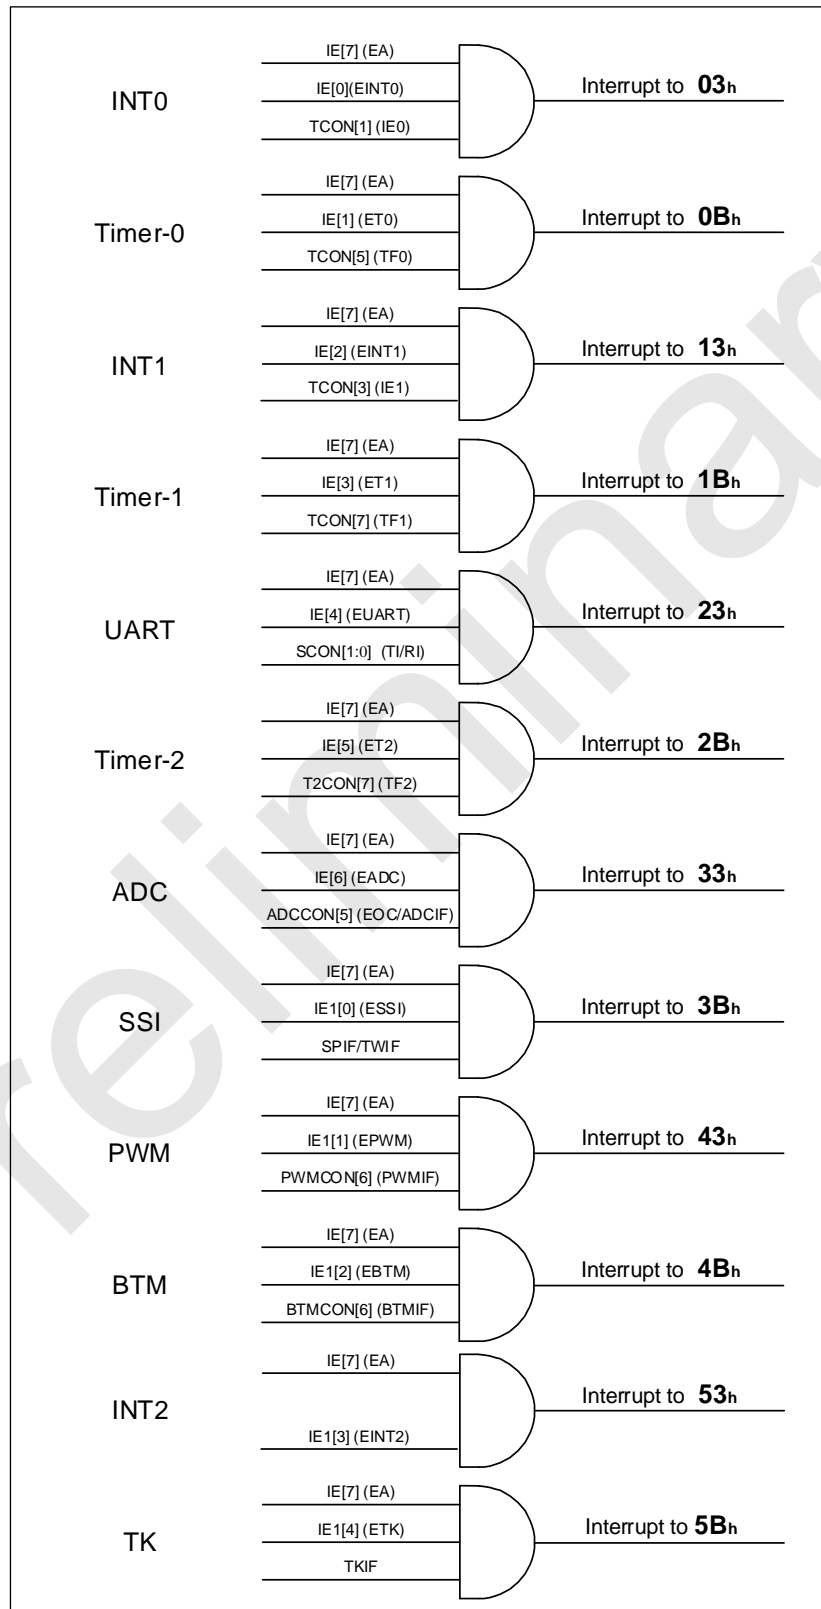 IE[7] (EA)
INT0
IE[0](EINT0)
Interrupt to 03h
TCON[1] (IE0)
IE[7] (EA)
Timer-0
IE[1] (ET0)
Interrupt to 0Bh
TCON[5] (TF0)
IE[7] (EA)
INT1
IE[2] (EINT1)
Interrupt to 13h
TCON[3] (IE1)
IE[7] (EA)
Timer-1
IE[3] (ET1)
Interrupt to 1Bh
TCON[7] (TF1)
IE[7] (EA)
UART
IE[4] (EUART)
Interrupt to 23h
SCON[1:0] (TI/RI)
IE[7] (EA)
Timer-2
IE[5] (ET2)
Interrupt to 2Bh
T2CON[7] (TF2)
IE[7] (EA)
ADC
IE[6] (EADC)
Interrupt to 33h
ADCCON[5] (EOC/ADCIF)
IE[7] (EA)
SSI
IE1[0] (ESSI)
Interrupt to 3Bh
SPIF/TWIF
IE[7] (EA)
PWM
IE1[1] (EPWM)
Interrupt to 43h
PWMCON[6] (PWMIF)
IE[7] (EA)
BTM
IE1[2] (EBTM)
Interrupt to 4Bh
BTMCON[6] (BTMIF)
IE[7] (EA)
INT2
Interrupt to 53h
IE1[3] (EINT2)
IE[7] (EA)
TK
IE1[4] (ETK)
Interrupt to 5Bh
TKIF
reliminar